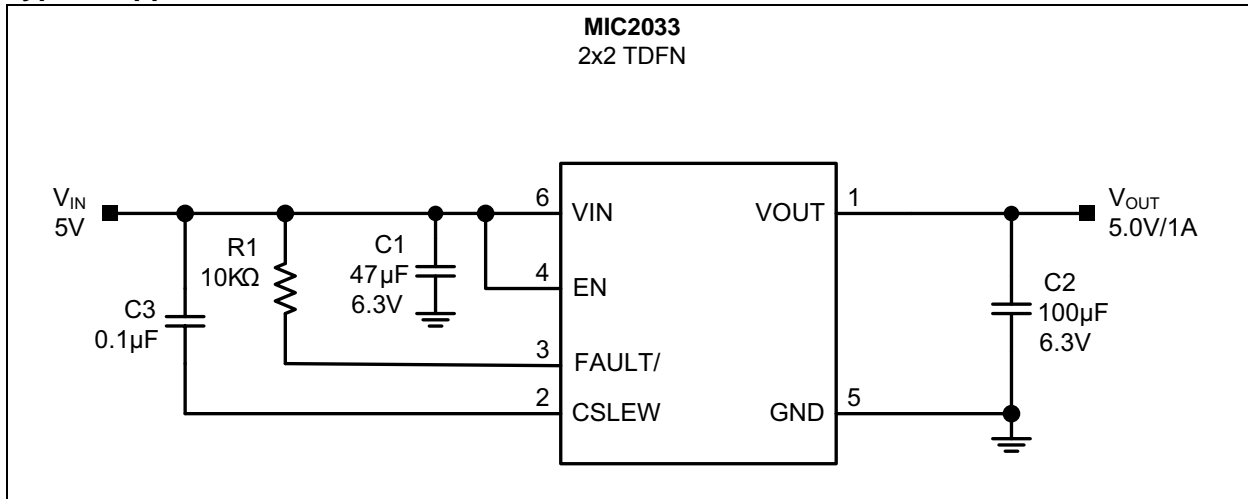 MIC2033
2x2 TDFN
VIN
5V
C3
0.1µF
R1
10KΩ
C1
47µF
6.3V
6
VIN
4
EN
3
FAULT/
2
CSLEW
VOUT
1
GND
5
VOUT
5.0V/1A
C2
100µF
6.3V